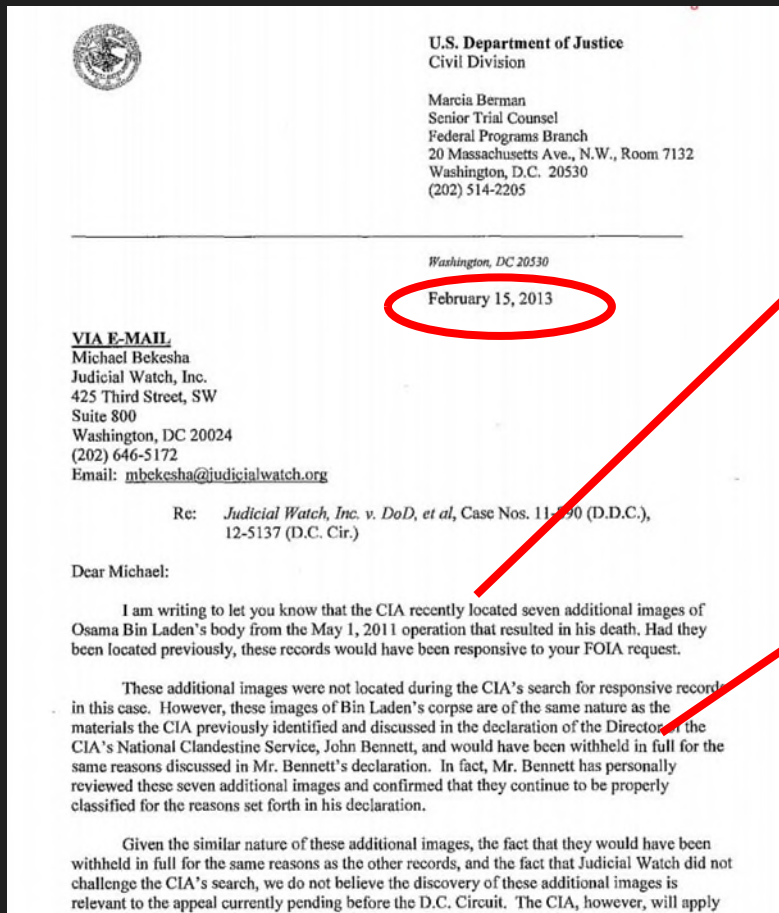 U.S. Department of Justice
Civil Division
Marcia Berman
Senior Trial Counsel
Federal Programs Branch
20 Massachusetts Ave., N.W., Room 7132
Washington, D.C. 20530
(202) 514-2205
Washington, DC 20530
February 15, 2013
VIA E-MAIL
Michael Bekesha
Judicial Watch, Inc.
425 Third Street, SW
Suite 800
Washington, DC 20024
(202) 646-5172
Email: mbekesha@judicialwatch.org
Re: Judicial Watch, Inc. v. DoD, et al, Case Nos. (D.D.C.),
12-5137 (D.C. Cir.)
Dear Michael:
I am writing to let you know that the CIA recently located seven additional images of
Osama Bin Laden's body from the May 1, 2011 operation that resulted in his death. Had they
been located previously, these records would have been responsive to your FOIA request.
These additional images were not located during the CIA's search for responsive records
in this case. However, these images of Bin Laden's corpse are of the same nature as the
materials the CIA previously identified and discussed in the declaration of the Director of the
CIA's National Clandestine Service, John Bennett, and would have been withheld in full for the
same reasons discussed in Mr. Bennett's declaration. In fact, Mr. Bennett has personally
reviewed these seven additional images and confirmed that they continue to be properly
classified for the reasons set forth in his declaration.
Given the similar nature of these additional images, the fact that they would have been
withheld in full for the same reasons as the other records, and the fact that Judicial Watch did not
challenge the CIA's search, we do not believe the discovery of these additional images is
relevant to the appeal currently pending before the D.C. Circuit. The CIA, however, will apply